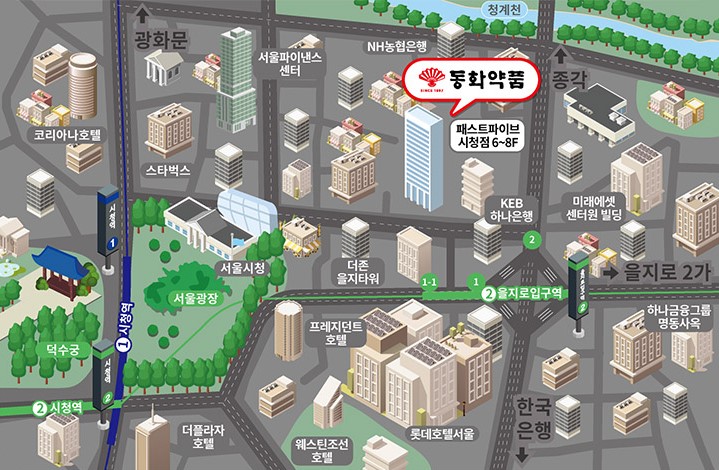 청계천
광화문
서울파이낸스
센터
NH농협은행
동화약품
SINCE 1897
종각
패스트파이브
시청점 6~8F
코리아나호텔
스타벅스
KEB
하나은행
미래에셋
센터원 빌딩
시청역
1
서울시청
더존
을지타워
2
을지로 2가
서울광장
1-1
1
2 을지로입구역
을지로입구역
2
1 시청역
프레지던트
호텔
하나금융그룹
명동사옥
덕수궁
시청역
2
2 시청역
더플라자
호텔
웨스틴조선
호텔
롯데호텔서울
한국
은행